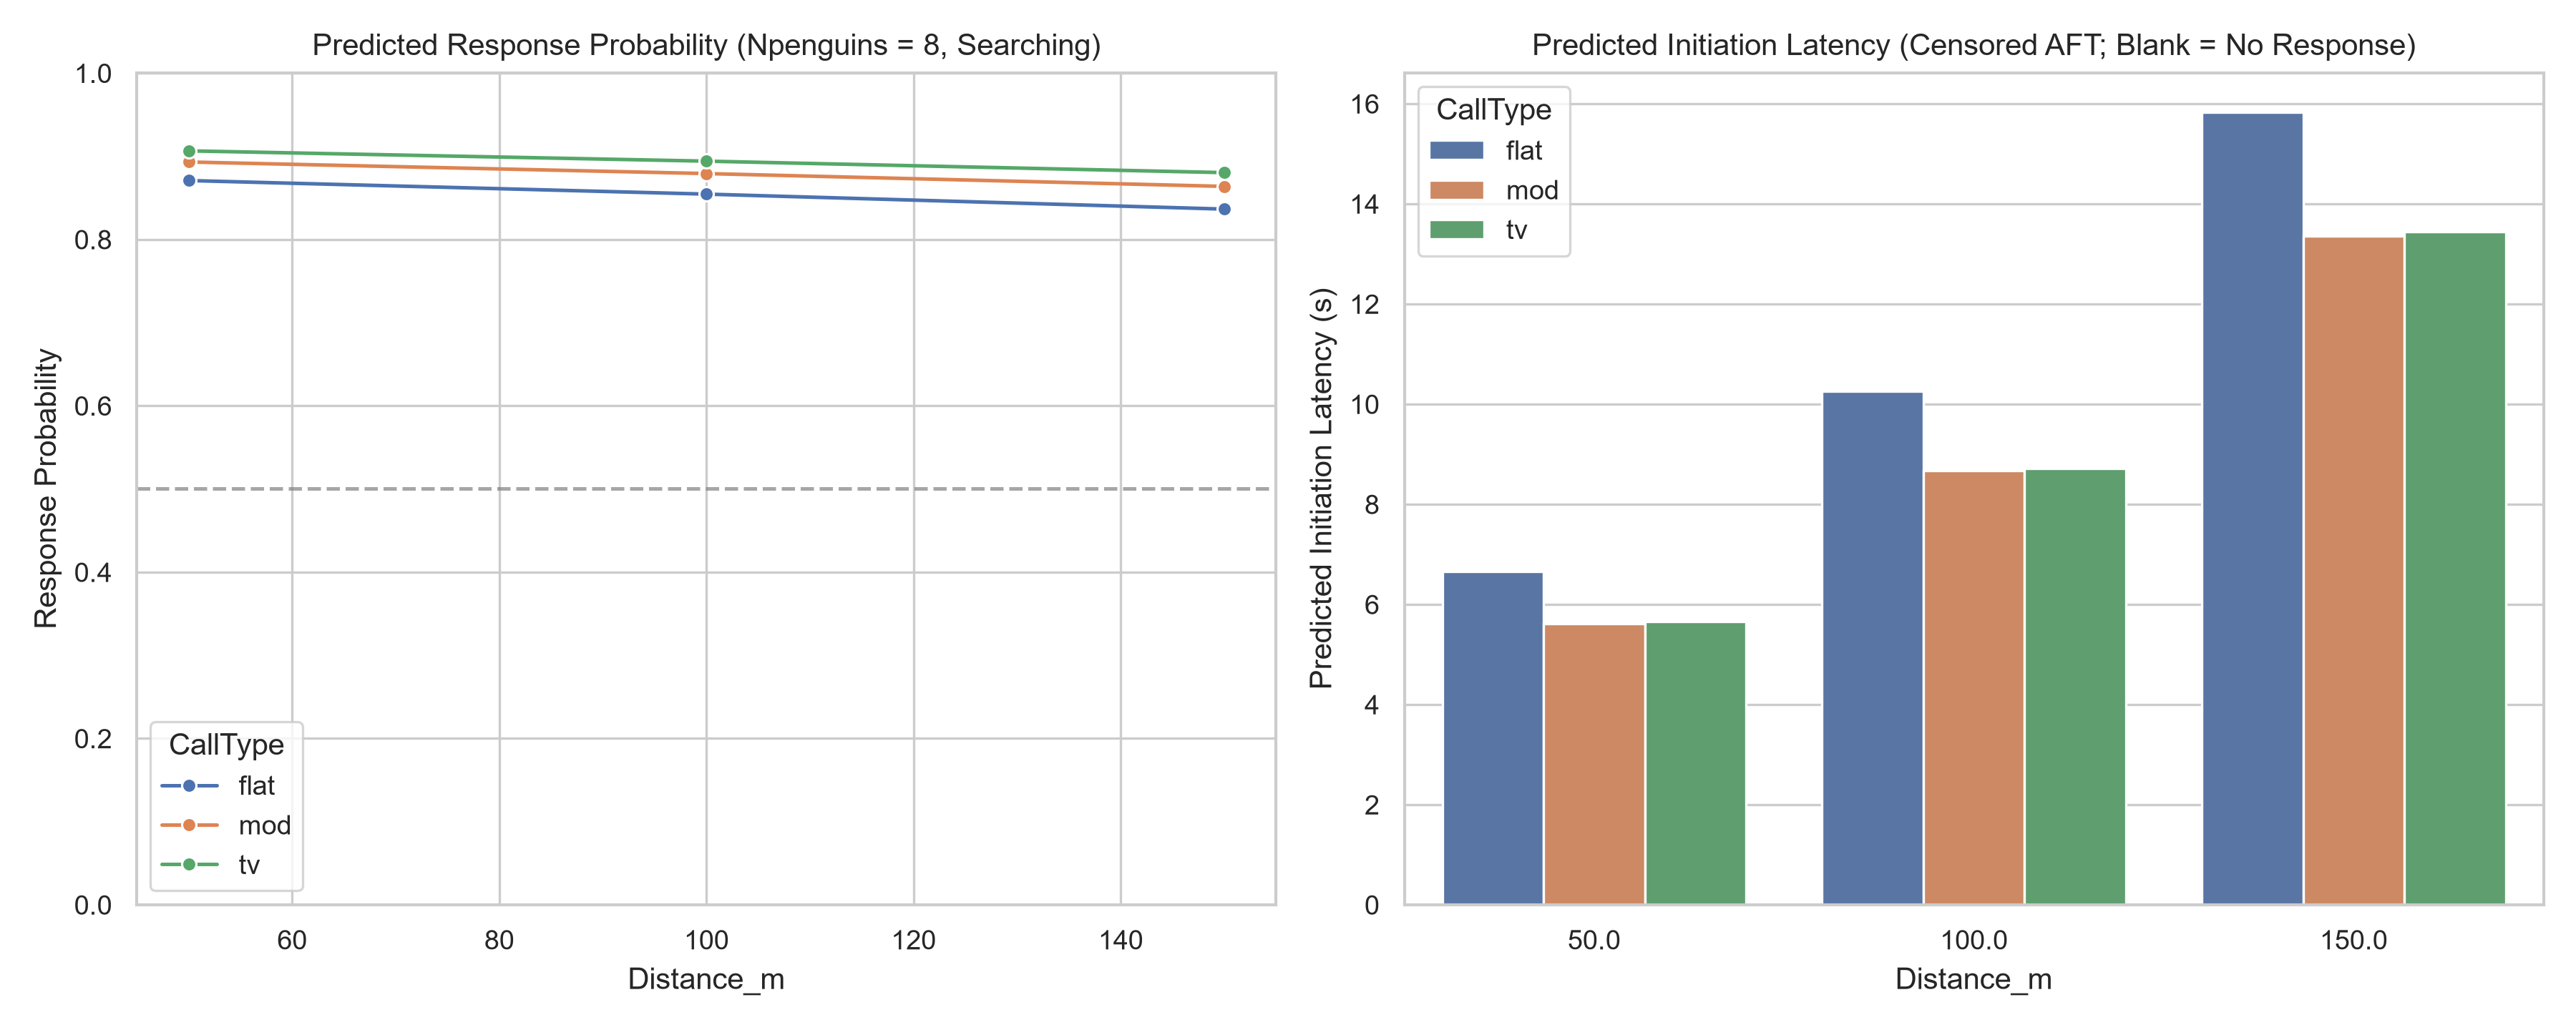 Predicted Response Probability (Npenguins = 8, Searching)
1.0
0.8
0.6
0.4
0.2
0.0
Response Probability
CallType
flat
mod
tv
60
80
100
120
140
Distance_m
Predicted Initiation Latency (Censored AFT; Blank = No Response)
16
14
12
10
8
6
4
2
0
Predicted Initiation Latency (s)
CallType
flat
mod
tv
50.0
100.0
150.0
Distance_m